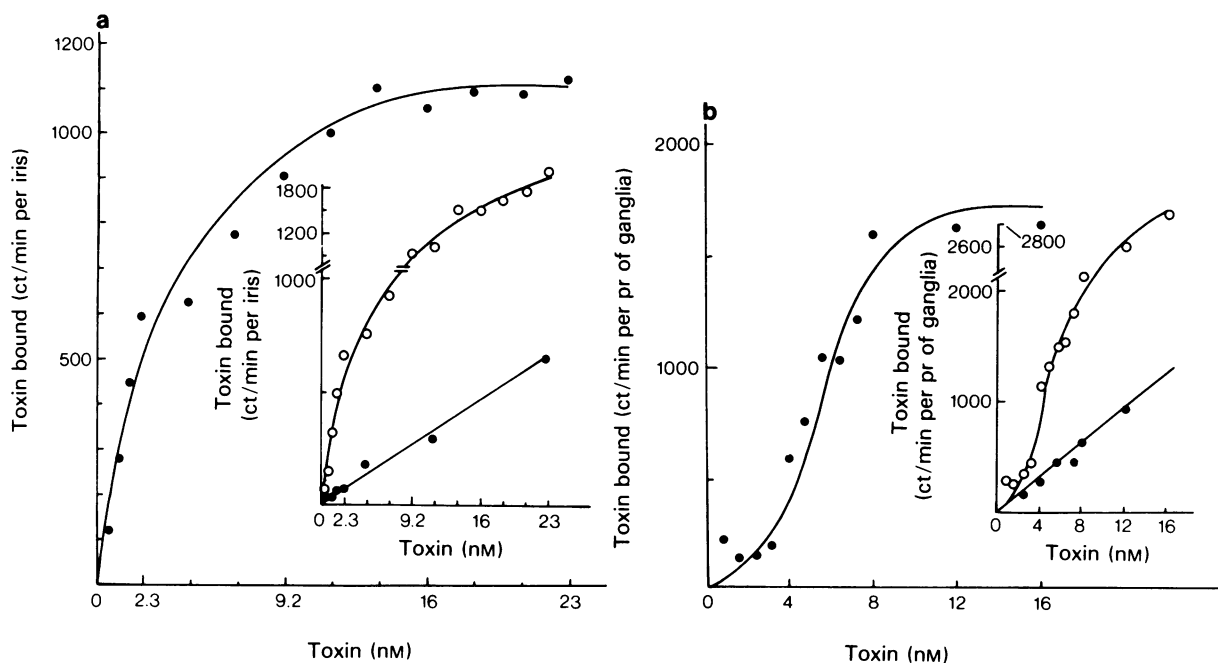 a
1200
1000
500
0
2.3
9.2
16
23
Toxin (nM)
Toxin bound (ct/min per iris)
1800
1200
1000
0
2.3
9.2
16
23
Toxin (nM)
Toxin bound
(ct/min per iris)
b
2000
1000
0
0
4
8
12
16
Toxin (nM)
Toxin bound (ct/min per pr of ganglia)
2600
2800
2000
1000
0
0
4
8
12
16
Toxin (nM)
Toxin bound
(ct/min per pr of ganglia)